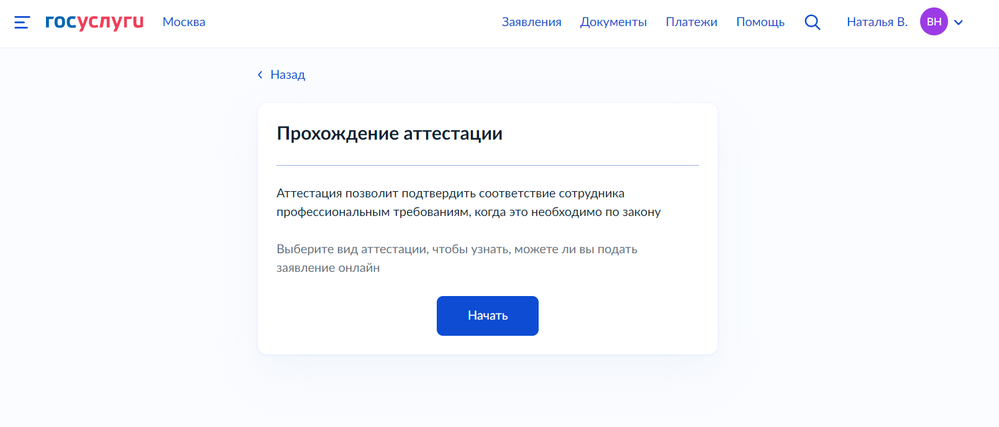 госуслуги Москва Заявления Документы Платежи Помощь Наталья В. ВН
Назад
Прохождение аттестации
Аттестация позволит подтвердить соответствие сотрудника
профессиональным требованиям, когда это необходимо по закону
Выберите вид аттестации, чтобы узнать, можете ли вы подать
заявление онлайн
Начать